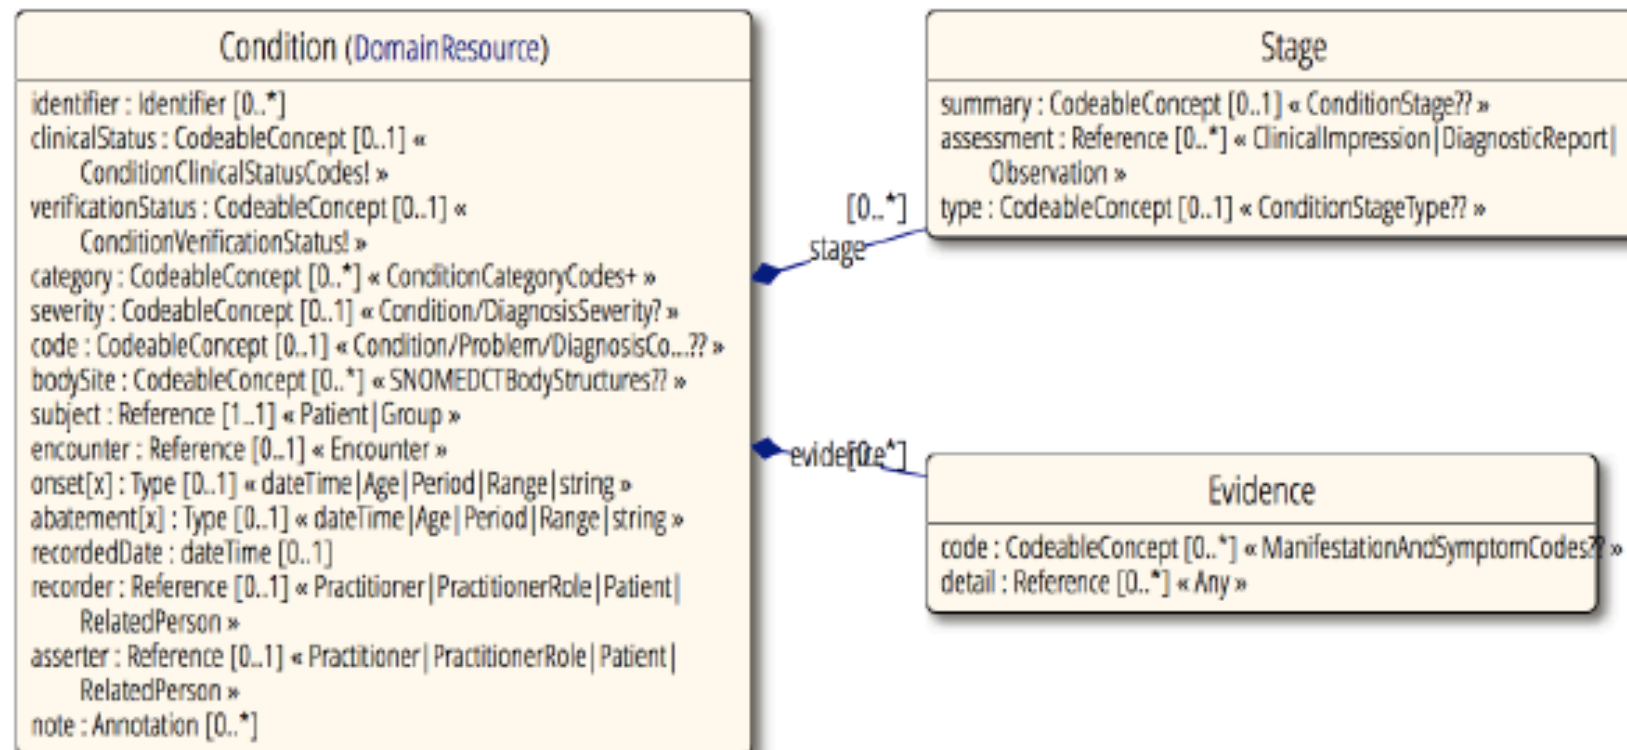 Condition (DomainResource)
identifier : Identifier [0..*]
clinicalStatus : CodeableConcept [0..1] «
ConditionClinicalStatusCodes! »
verificationStatus : CodeableConcept [0..1] «
ConditionVerificationStatus! »
category : CodeableConcept [0..*] « ConditionCategoryCodes+ »
severity : CodeableConcept [0..1] « Condition/DiagnosisSeverity? »
code : CodeableConcept [0..1] « Condition/Problem/DiagnosisCo...?? »
bodySite : CodeableConcept [0..*] « SNOMEDCTBodyStructures?? »
subject : Reference [1..1] « Patient|Group »
encounter : Reference [0..1] « Encounter »
onset[x] : Type [0..1] « dateTime|Age|Period|Range|string »
abatement[x] : Type [0..1] « dateTime|Age|Period|Range|string »
recordedDate : dateTime [0..1]
recorder : Reference [0..1] « Practitioner|PractitionerRole|Patient|
RelatedPerson »
asserter : Reference [0..1] « Practitioner|PractitionerRole|Patient|
RelatedPerson »
note : Annotation [0..*]
[0..*]
stage
evidence
[0..*]
Stage
summary : CodeableConcept [0..1] « ConditionStage?? »
assessment : Reference [0..*] « ClinicalImpression|DiagnosticReport|
Observation »
type : CodeableConcept [0..1] « ConditionStageType?? »
Evidence
code : CodeableConcept [0..*] « ManifestationAndSymptomCodes?? »
detail : Reference [0..*] « Any »